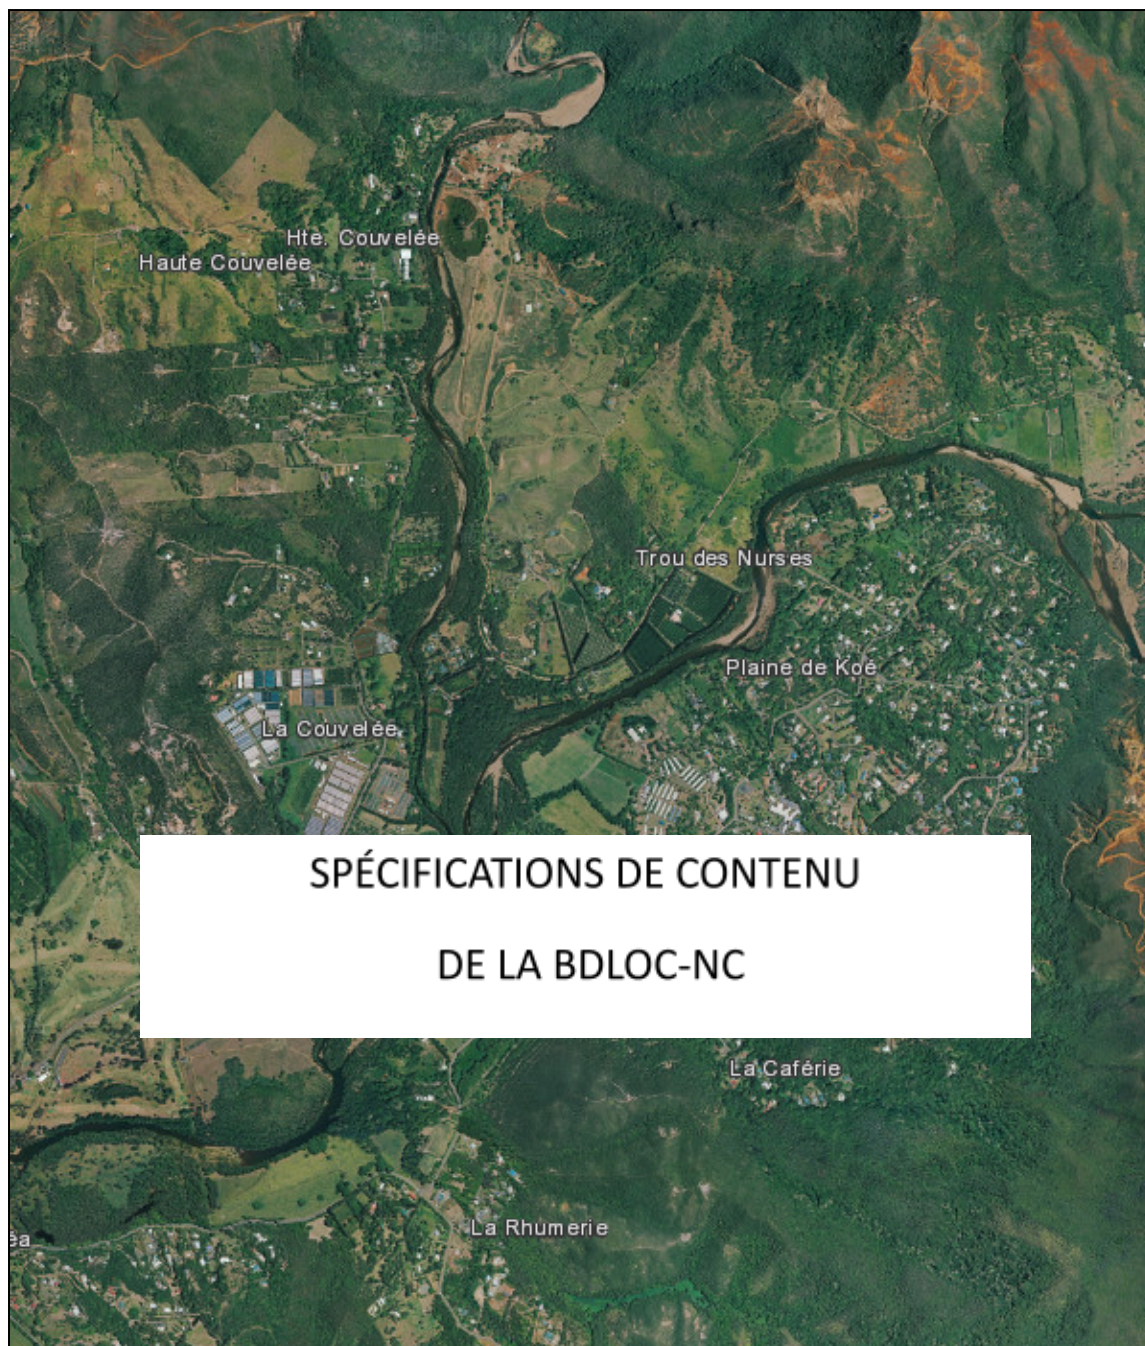 Hte. Couvelée
Haute Couvelée
Trou des Nurses
Plaine de Koé
La Couvelée
SPÉCIFICATIONS DE CONTENU
DE LA BDLOC-NC
La Caférie
La Rhumerie
éa